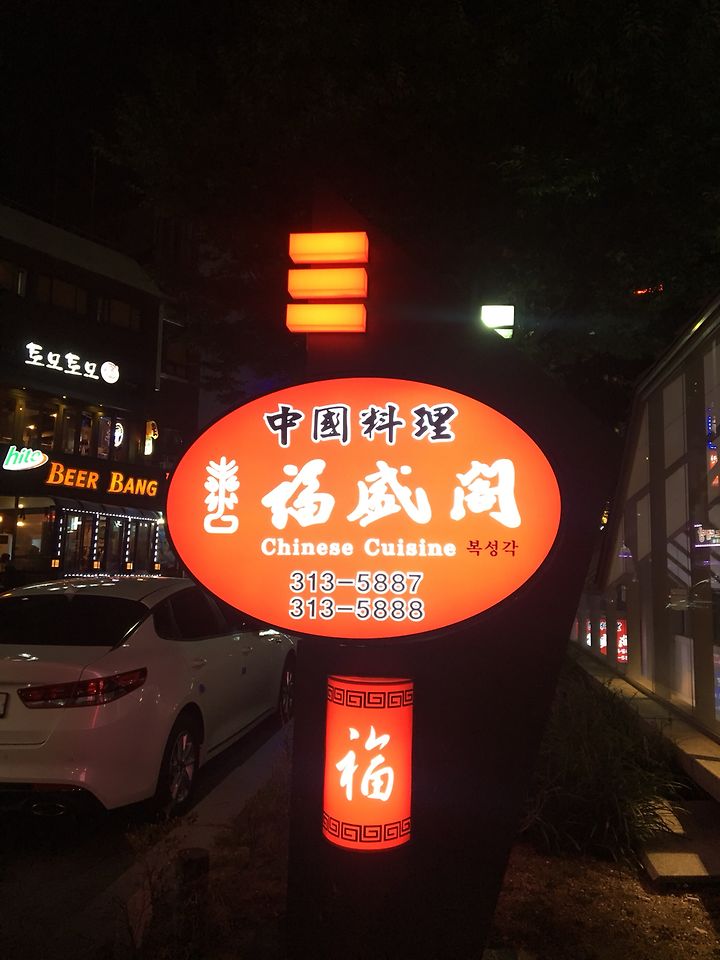 中國料理
福盛閣
Chinese Cuisine 복성각
313-5887
313-5888
福
토모토모
hite
BEER BANG